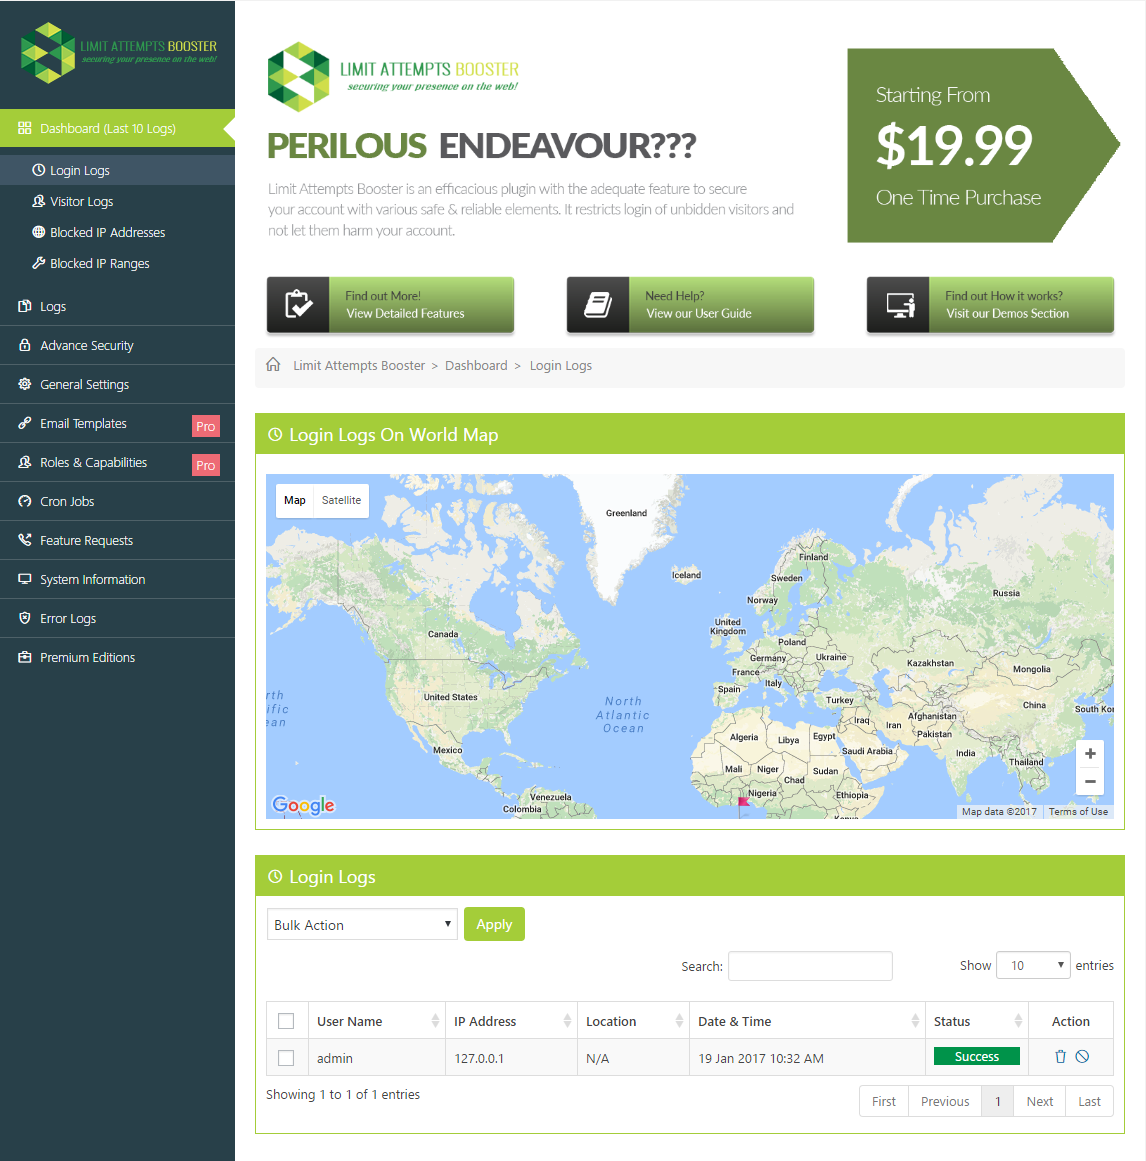 LIMIT ATTEMPTS BOOSTER
securing your presence on the web!
Dashboard (Last 10 Logs)
Login Logs
Visitor Logs
Blocked IP Addresses
Blocked IP Ranges
Logs
Advance Security
General Settings
Email Templates Pro
Roles & Capabilities Pro
Cron Jobs
Feature Requests
System Information
Error Logs
Premium Editions
LIMIT ATTEMPTS BOOSTER
securing your presence on the web!
PERILOUS ENDEAVOUR???
Limit Attempts Booster is an efficacious plugin with the adequate feature to secure
your account with various safe & reliable elements. It restricts login of unbidden visitors and
not let them harm your account.
Starting From
$19.99
One Time Purchase
Find out More!
View Detailed Features
Need Help?
View our User Guide
Find out How it works?
Visit our Demos Section
Limit Attempts Booster > Dashboard > Login Logs
Login Logs On World Map
Map Satellite
Greenland
Iceland
Finland
Sweden
Norway
Russia
United
Kingdom
Canada
Poland
Germany
Ukraine
Kazakhstan
Mongolia
France
Italy
Spain
United States
Turkey
China
South Kor
North
Atlantic
Ocean
rth
ific
an
Iraq
Iran
Afghanistan
Pakistan
Algeria
Libya
Egypt
Saudi Arabia
India
Thailand
Mexico
Mali
Niger
Chad
Sudan
Nigeria
Ethiopia
Venezuela
Colombia
Kenya
+
−
Google
Map data ©2017 Terms of Use
Login Logs
Bulk Action Apply
Search: Show 10 entries
User Name IP Address Location Date & Time Status Action
admin 127.0.0.1 N/A 19 Jan 2017 10:32 AM Success
Showing 1 to 1 of 1 entries
First Previous 1 Next Last